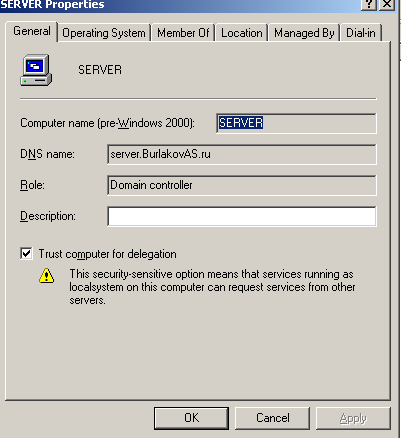 SERVER Properties
General
Operating System
Member Of
Location
Managed By
Dial-in
SERVER
Computer name (pre-Windows 2000):
SERVER
DNS name:
server.BurlakovAS.ru
Role:
Domain controller
Description:
Trust computer for delegation
This security-sensitive option means that services running as
localsystem on this computer can request services from other
servers.
OK
Cancel
Apply